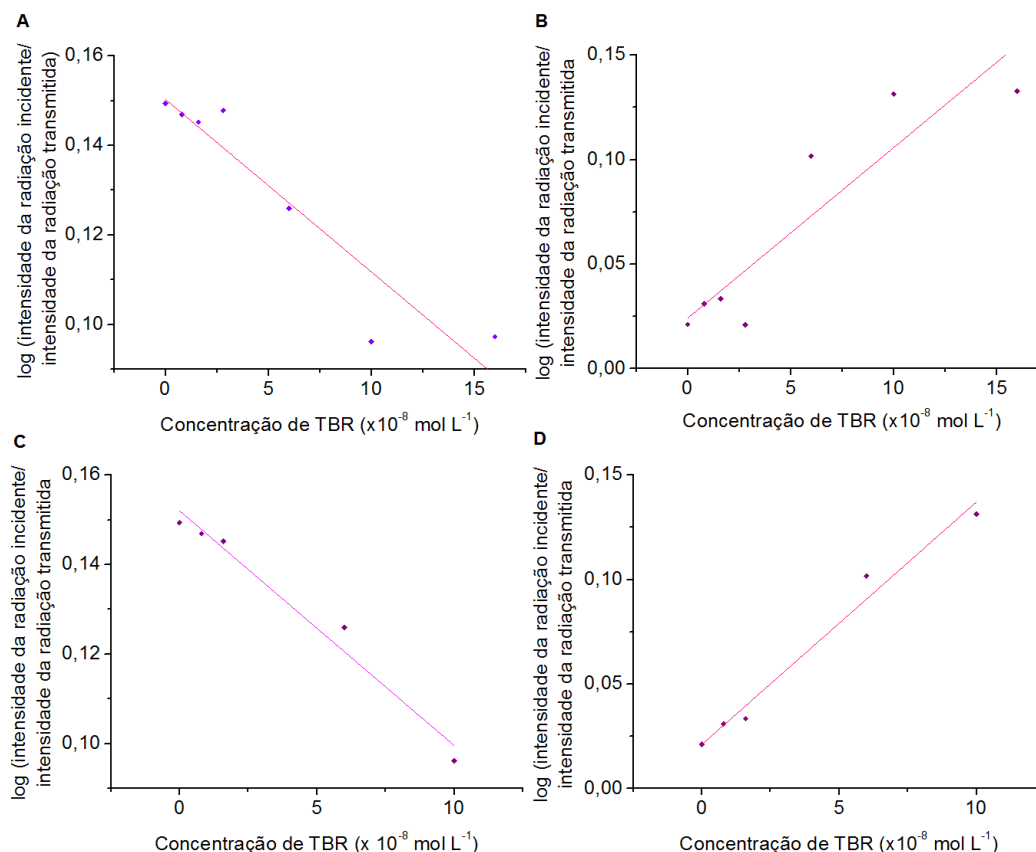 A
log (intensidade da radiação incidente/
intensidade da radiação transmitida)
0,16
0,14
0,12
0,10
0
5
10
15
Concentração de TBR (x10⁻⁸ mol L⁻¹)
B
log (intensidade da radiação incidente/
intensidade da radiação transmitida
0,15
0,10
0,05
0,00
0
5
10
15
Concentração de TBR (x10⁻⁸ mol L⁻¹)
C
log (intensidade da radiação incidente/
intensidade da radiação transmitida
0,16
0,14
0,12
0,10
0
5
10
Concentração de TBR (x 10⁻⁸ mol L⁻¹)
D
log (intensidade da radiação incidente/
intensidade da radiação transmitida
0,15
0,10
0,05
0,00
0
5
10
Concentração de TBR (x 10⁻⁸ mol L⁻¹)